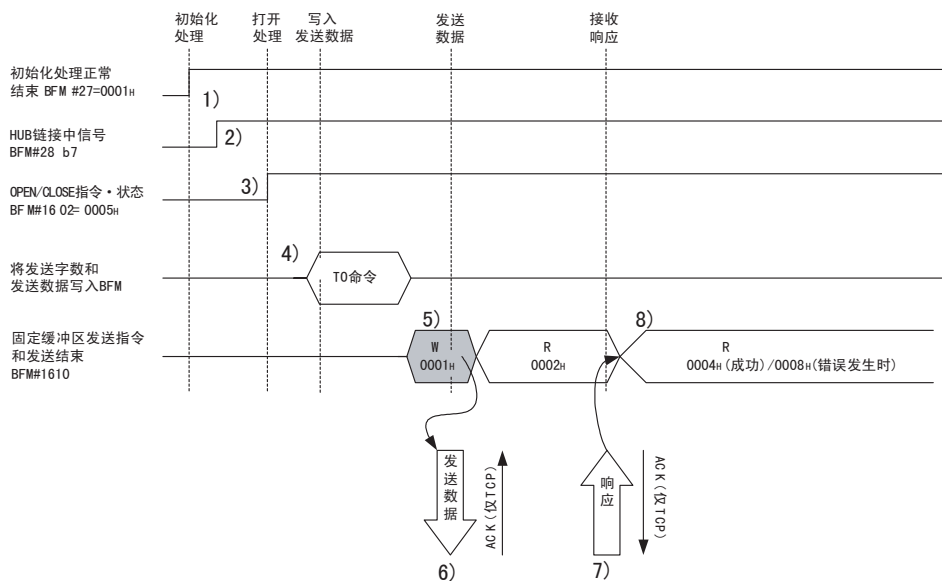 初始化
处理
打开
处理
写入
发送数据
发送
数据
接收
响应
初始化处理正常
结束 BFM #27=0001H
1)
HUB链接中信号
BFM#28 b7
2)
OPEN/CLOSE指令・状态
BFM#1602=0005H
3)
将发送字数和
发送数据写入BFM
4)
TO命令
固定缓冲区发送指令
和发送结束
BFM#1610
5)
W
0001H
R
0002H
8)
R
0004H(成功)/0008H(错误发生时)
发送数据
ACK(仅TCP)
响应
ACK(仅TCP)
6)
7)